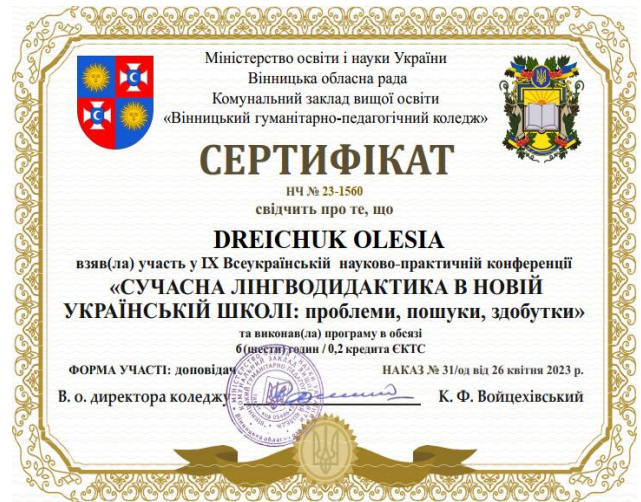 Міністерство освіти і науки України
Вінницька обласна рада
Комунальний заклад вищої освіти
«Вінницький гуманітарно-педагогічний коледж»
СЕРТИФІКАТ
НЧ № 23-1560
свідчить про те, що
DREICHUK OLESIA
взяв(ла) участь у ІХ Всеукраїнській науково-практичній конференції
«СУЧАСНА ЛІНГВОДИДАКТИКА В НОВІЙ
УКРАЇНСЬКІЙ ШКОЛІ: проблеми, пошуки, здобутки»
та виконав(ла) програму в обсязі
6 (шести) годин / 0,2 кредита ЄКТС
ФОРМА УЧАСТІ: доповідач НАКАЗ № 31/од від 26 квітня 2023 р.
В. о. директора коледжу К. Ф. Войцехівський